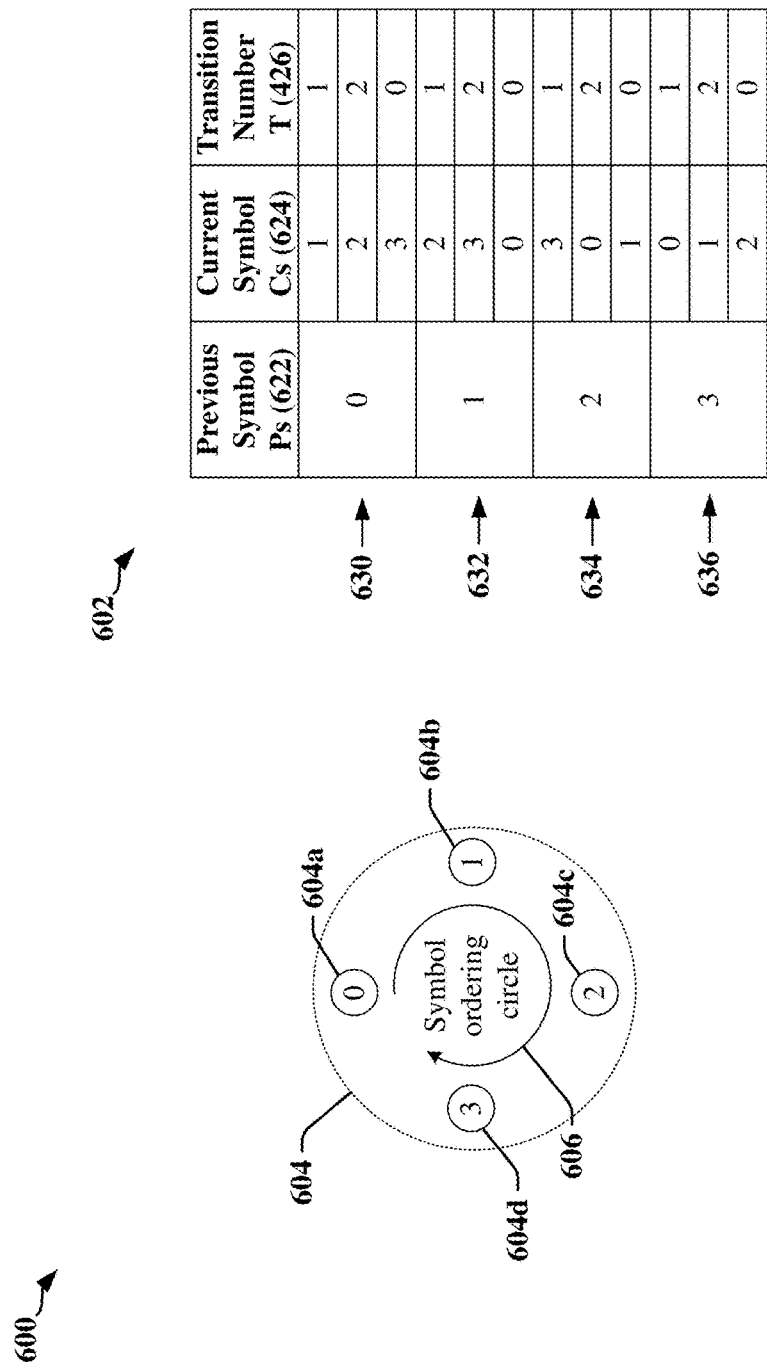 600
602
604
604a
0
604b
1
604c
2
604d
3
606
Symbol
ordering
circle
Previous Symbol Ps (622) Current Symbol Cs (624) Transition Number T (426)
630 0 1 1
2 2
3 0
632 1 2 1
3 2
0 0
634 2 3 1
0 2
1 0
636 3 0 1
1 2
2 0